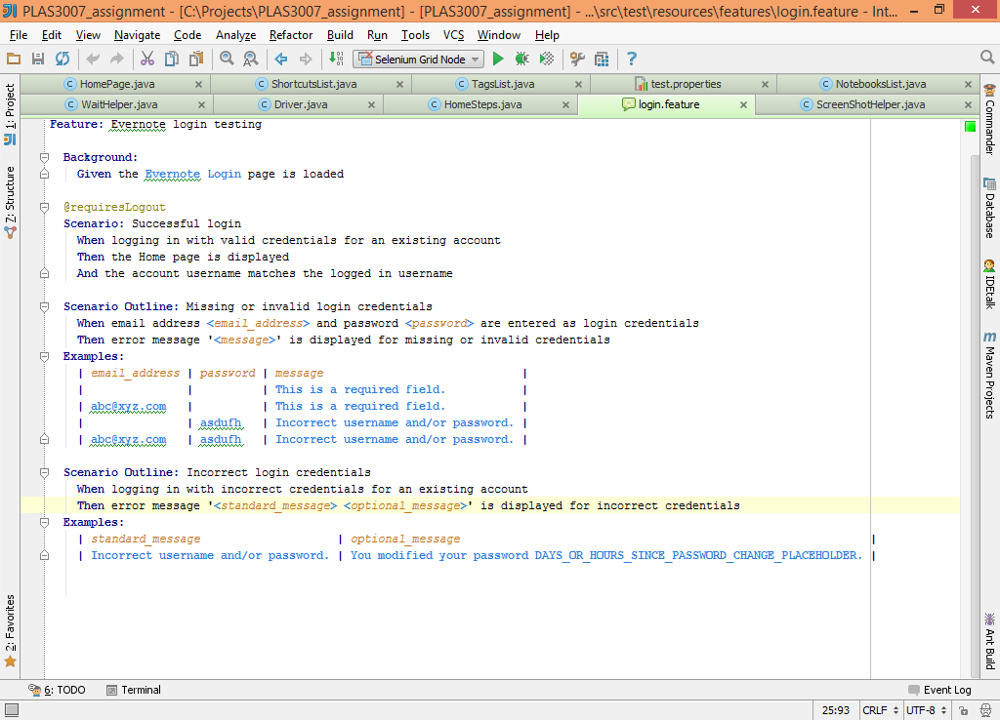 PLAS3007_assignment - [C:\Projects\PLAS3007_assignment] - [PLAS3007_assignment] - ...\src\test\resources\features\login.feature - Int...
File Edit View Navigate Code Analyze Refactor Build Run Tools VCS Window Help
Selenium Grid Node
HomePage.java ShortcutsList.java TagsList.java test.properties NotebooksList.java
WaitHelper.java Driver.java HomeSteps.java login.feature ScreenShotHelper.java
1: Project
Z: Structure
2: Favorites
Feature: Evernote login testing
Background:
Given the Evernote Login page is loaded
@requiresLogout
Scenario: Successful login
When logging in with valid credentials for an existing account
Then the Home page is displayed
And the account username matches the logged in username
Scenario Outline: Missing or invalid login credentials
When email address <email_address> and password <password> are entered as login credentials
Then error message '<message>' is displayed for missing or invalid credentials
Examples:
| email_address | password | message |
| | | This is a required field. |
| abc@xyz.com | | This is a required field. |
| | asdufh | Incorrect username and/or password. |
| abc@xyz.com | asdufh | Incorrect username and/or password. |
Scenario Outline: Incorrect login credentials
When logging in with incorrect credentials for an existing account
Then error message '<standard_message> <optional_message>' is displayed for incorrect credentials
Examples:
| standard_message | optional_message |
| Incorrect username and/or password. | You modified your password DAYS_OR_HOURS_SINCE_PASSWORD_CHANGE_PLACEHOLDER. |
Commander
Database
IDEtalk
Maven Projects
Ant Build
6: TODO Terminal Event Log
25:93 CRLF UTF-8